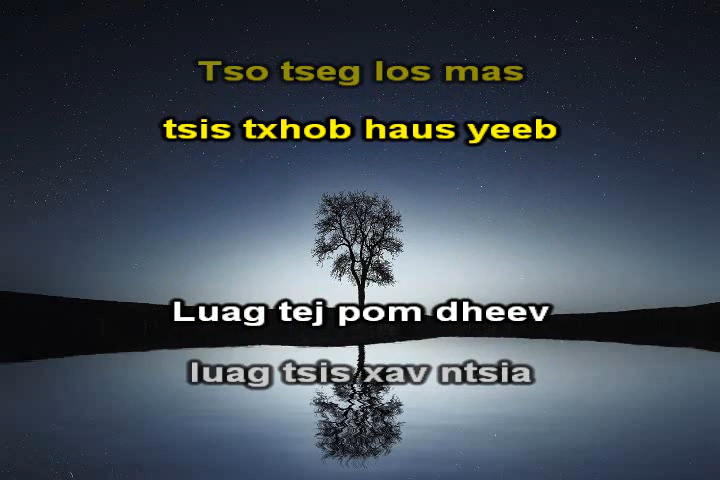 Tso tseg los mas
tsis txhob haus yeeb
Luag tej pom dheev
luag tsis xav ntsia